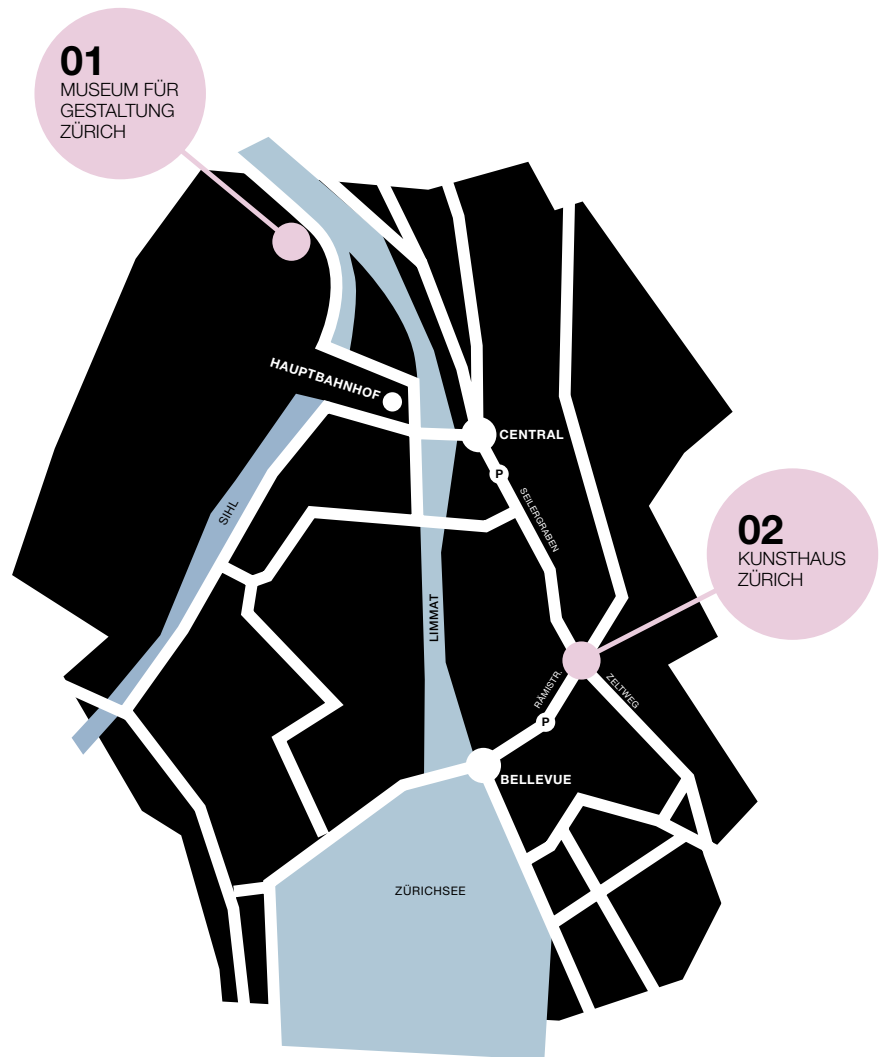 01
MUSEUM FÜR
GESTALTUNG
ZÜRICH
HAUPTBAHNHOF
CENTRAL
P
SEILERGRABEN
SIHL
02
KUNSTHAUS
ZÜRICH
LIMMAT
RÄMISTR.
ZELTWEG
P
BELLEVUE
ZÜRICHSEE